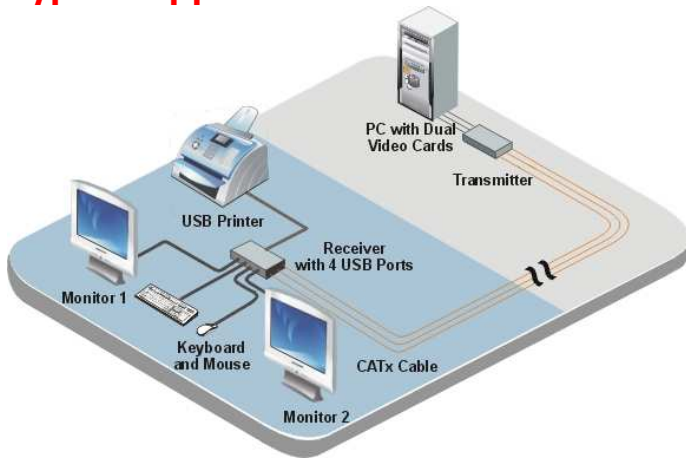 PC with Dual
Video Cards
Transmitter
USB Printer
Receiver
with 4 USB Ports
Monitor 1
Keyboard
and Mouse
CATx Cable
Monitor 2